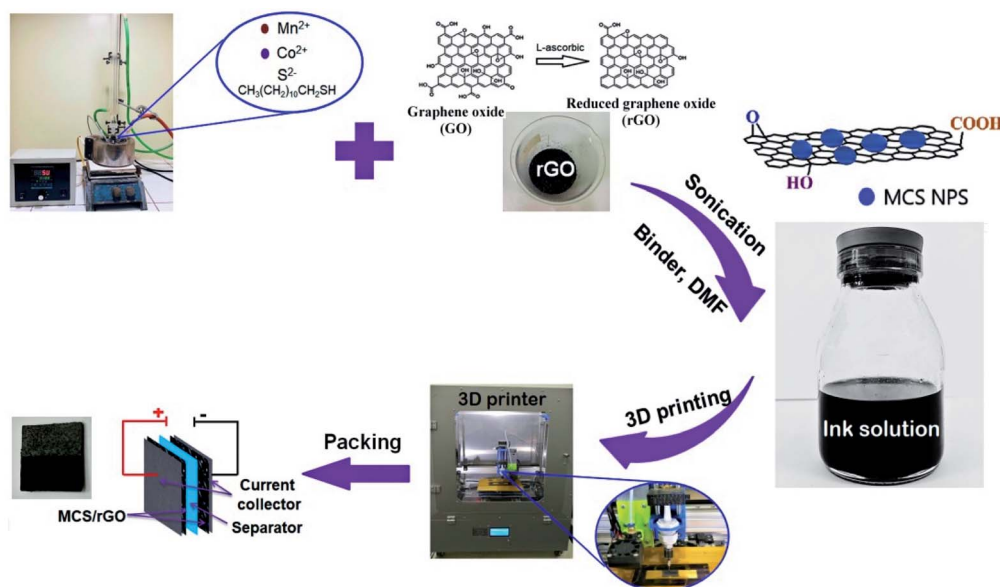 Mn²⁺
Co²⁺
S²⁻
CH₃(CH₂)₁₀CH₂SH
L-ascorbic
Graphene oxide
(GO)
Reduced graphene oxide
(rGO)
rGO
O
COOH
HO
MCS NPS
Sonication
Binder, DMF
Ink solution
3D printing
3D printer
Packing
+
-
Current
collector
Separator
MCS/rGO